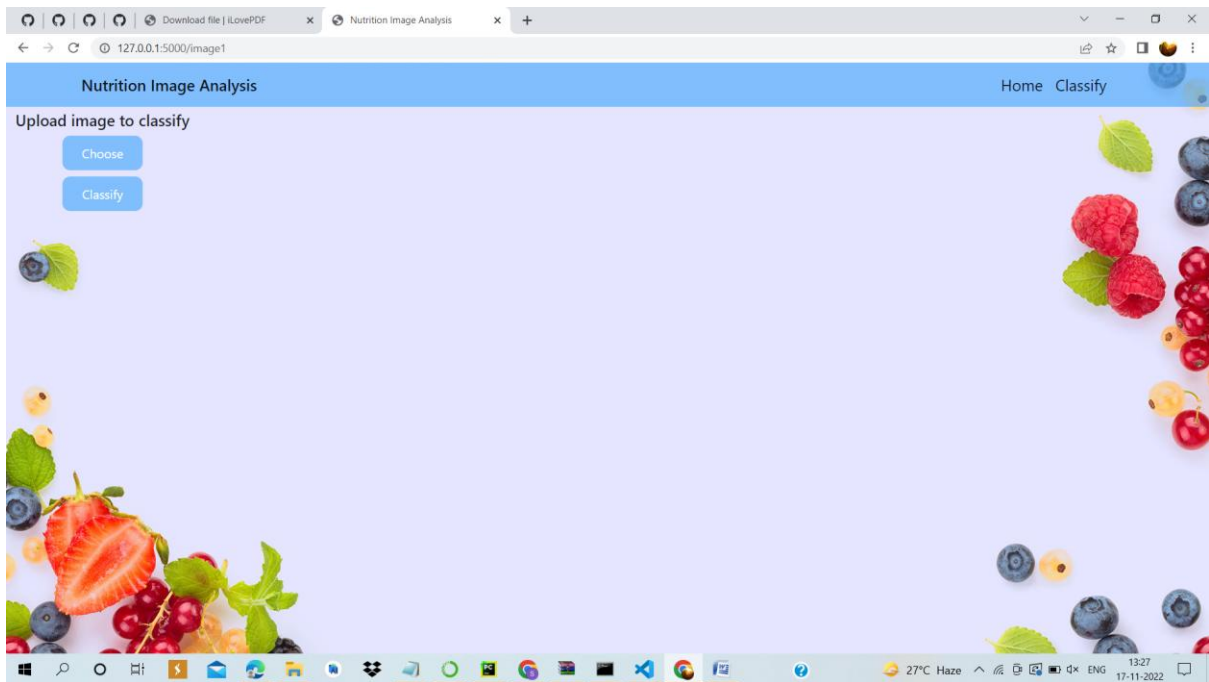 Download file | iLovePDF
Nutrition Image Analysis
127.0.0.1:5000/image1
Nutrition Image Analysis
Home Classify
Upload image to classify
Choose
Classify
27°C Haze
ENG
13:27
17-11-2022